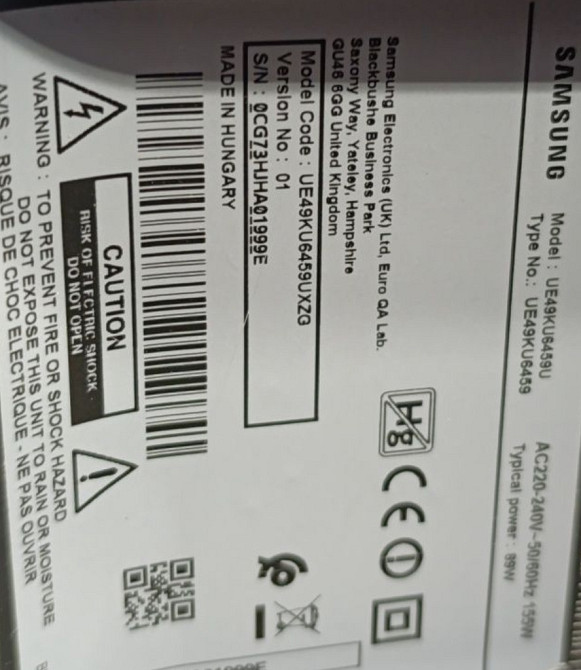 SAMSUNG
Model : UE49KU6459U
Type No.: UE49KU6459
AC220-240V~50/60Hz 155W
Typical power : 89W
Samsung Electronics (UK) Ltd, Euro QA Lab.
Blackbushe Business Park
Saxony Way, Yateley, Hampshire
GU46 6GG United Kingdom
Hg
CE
Model Code : UE49KU6459UXZG
Version No : 01
S/N : 0CG73HJHA01999E
MADE IN HUNGARY
CAUTION
RISK OF ELECTRIC SHOCK
DO NOT OPEN
WARNING : TO PREVENT FIRE OR SHOCK HAZARD
DO NOT EXPOSE THIS UNIT TO RAIN OR MOISTURE
AVIS : RISQUE DE CHOC ELECTRIQUE - NE PAS OUVRIR